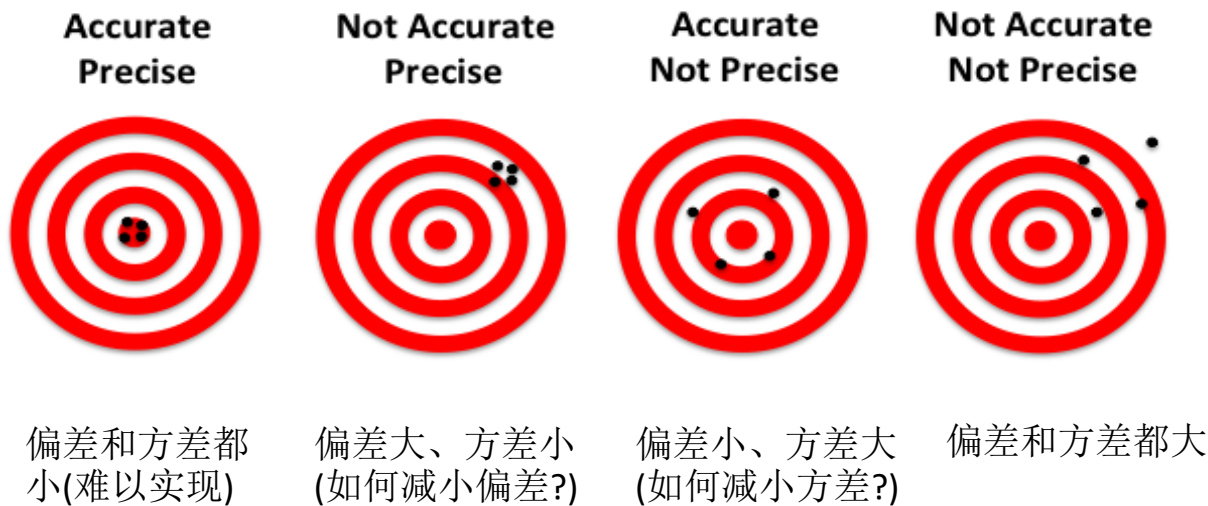 Accurate
Precise
Not Accurate
Precise
Accurate
Not Precise
Not Accurate
Not Precise
偏差和方差都
小(难以实现)
偏差大、方差小
(如何减小偏差?)
偏差小、方差大
(如何减小方差?)
偏差和方差都大